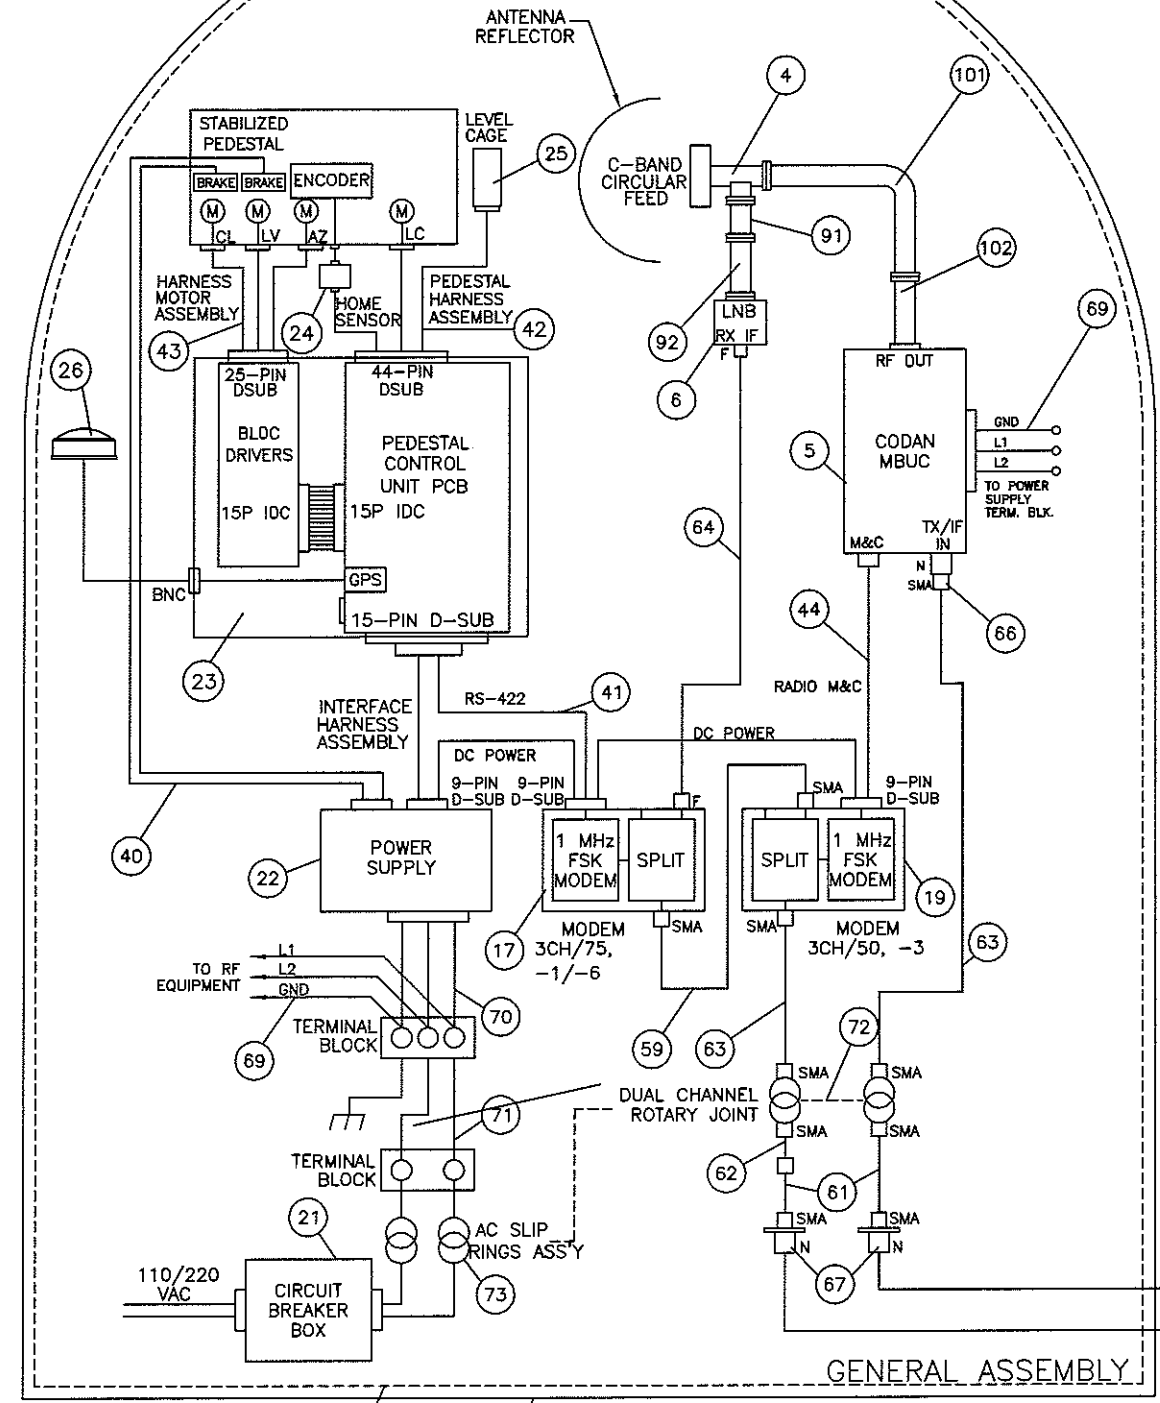 ANTENNA
REFLECTOR
4
101
STABILIZED
PEDESTAL
LEVEL
CAGE
25
BRAKE
BRAKE
ENCODER
C-BAND
CIRCULAR
FEED
M
M
M
M
CL
LV
AZ
LC
91
102
HARNESS
MOTOR
ASSEMBLY
43
24
HOME
SENSOR
PEDESTAL
HARNESS
ASSEMBLY
42
92
LNB
RX IF
F
6
69
RF OUT
26
25-PIN
DSUB
44-PIN
DSUB
BLDC
DRIVERS
PEDESTAL
CONTROL
UNIT PCB
15P IDC
15P IDC
5
CODAN
MBUC
GND
L1
L2
TO POWER
SUPPLY
TERM. BLK.
64
TX/IF
IN
M&C
N
SMA
BNC
GPS
15-PIN D-SUB
23
44
66
RADIO M&C
INTERFACE
HARNESS
ASSEMBLY
RS-422
41
DC POWER
DC POWER
9-PIN
D-SUB
9-PIN
D-SUB
F
SMA
9-PIN
D-SUB
40
22
POWER
SUPPLY
1 MHz
FSK
MODEM
SPLIT
SPLIT
1 MHz
FSK
MODEM
19
17
MODEM
3CH/75,
-1/-6
SMA
SMA
MODEM
3CH/50, -3
63
TO RF
EQUIPMENT
L1
L2
GND
69
70
TERMINAL
BLOCK
59
63
72
SMA
SMA
71
DUAL CHANNEL
ROTARY JOINT
SMA
SMA
TERMINAL
BLOCK
62
61
21
AC SLIP
RINGS ASS'Y
SMA
N
SMA
N
67
73
110/220
VAC
CIRCUIT
BREAKER
BOX
GENERAL ASSEMBLY